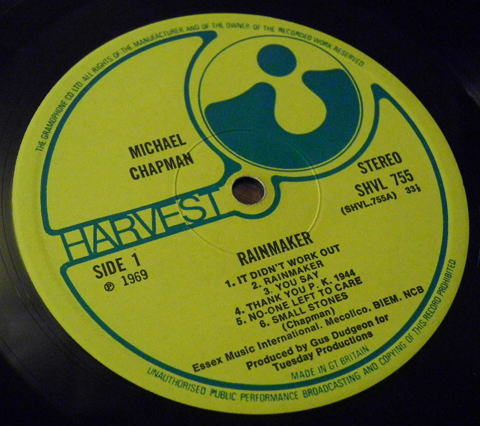 THE GRAMOPHONE CO. LTD. ALL RIGHTS OF THE MANUFACTURER AND OF THE OWNER OF THE RECORDED WORK RESERVED
MICHAEL
CHAPMAN
HARVEST
STEREO
SHVL 755
(SHVL.755A) 33⅓
SIDE 1
℗ 1969
RAINMAKER
1. IT DIDN'T WORK OUT
2. RAINMAKER
3. YOU SAY
4. THANK YOU P. K. 1944
5. NO-ONE LEFT TO CARE
6. SMALL STONES
(Chapman)
Essex Music International. Mecolico. BIEM. NCB
Produced by Gus Dudgeon for
Tuesday Productions
MADE IN GT BRITAIN
UNAUTHORISED PUBLIC PERFORMANCE BROADCASTING AND COPYING OF THIS RECORD PROHIBITED